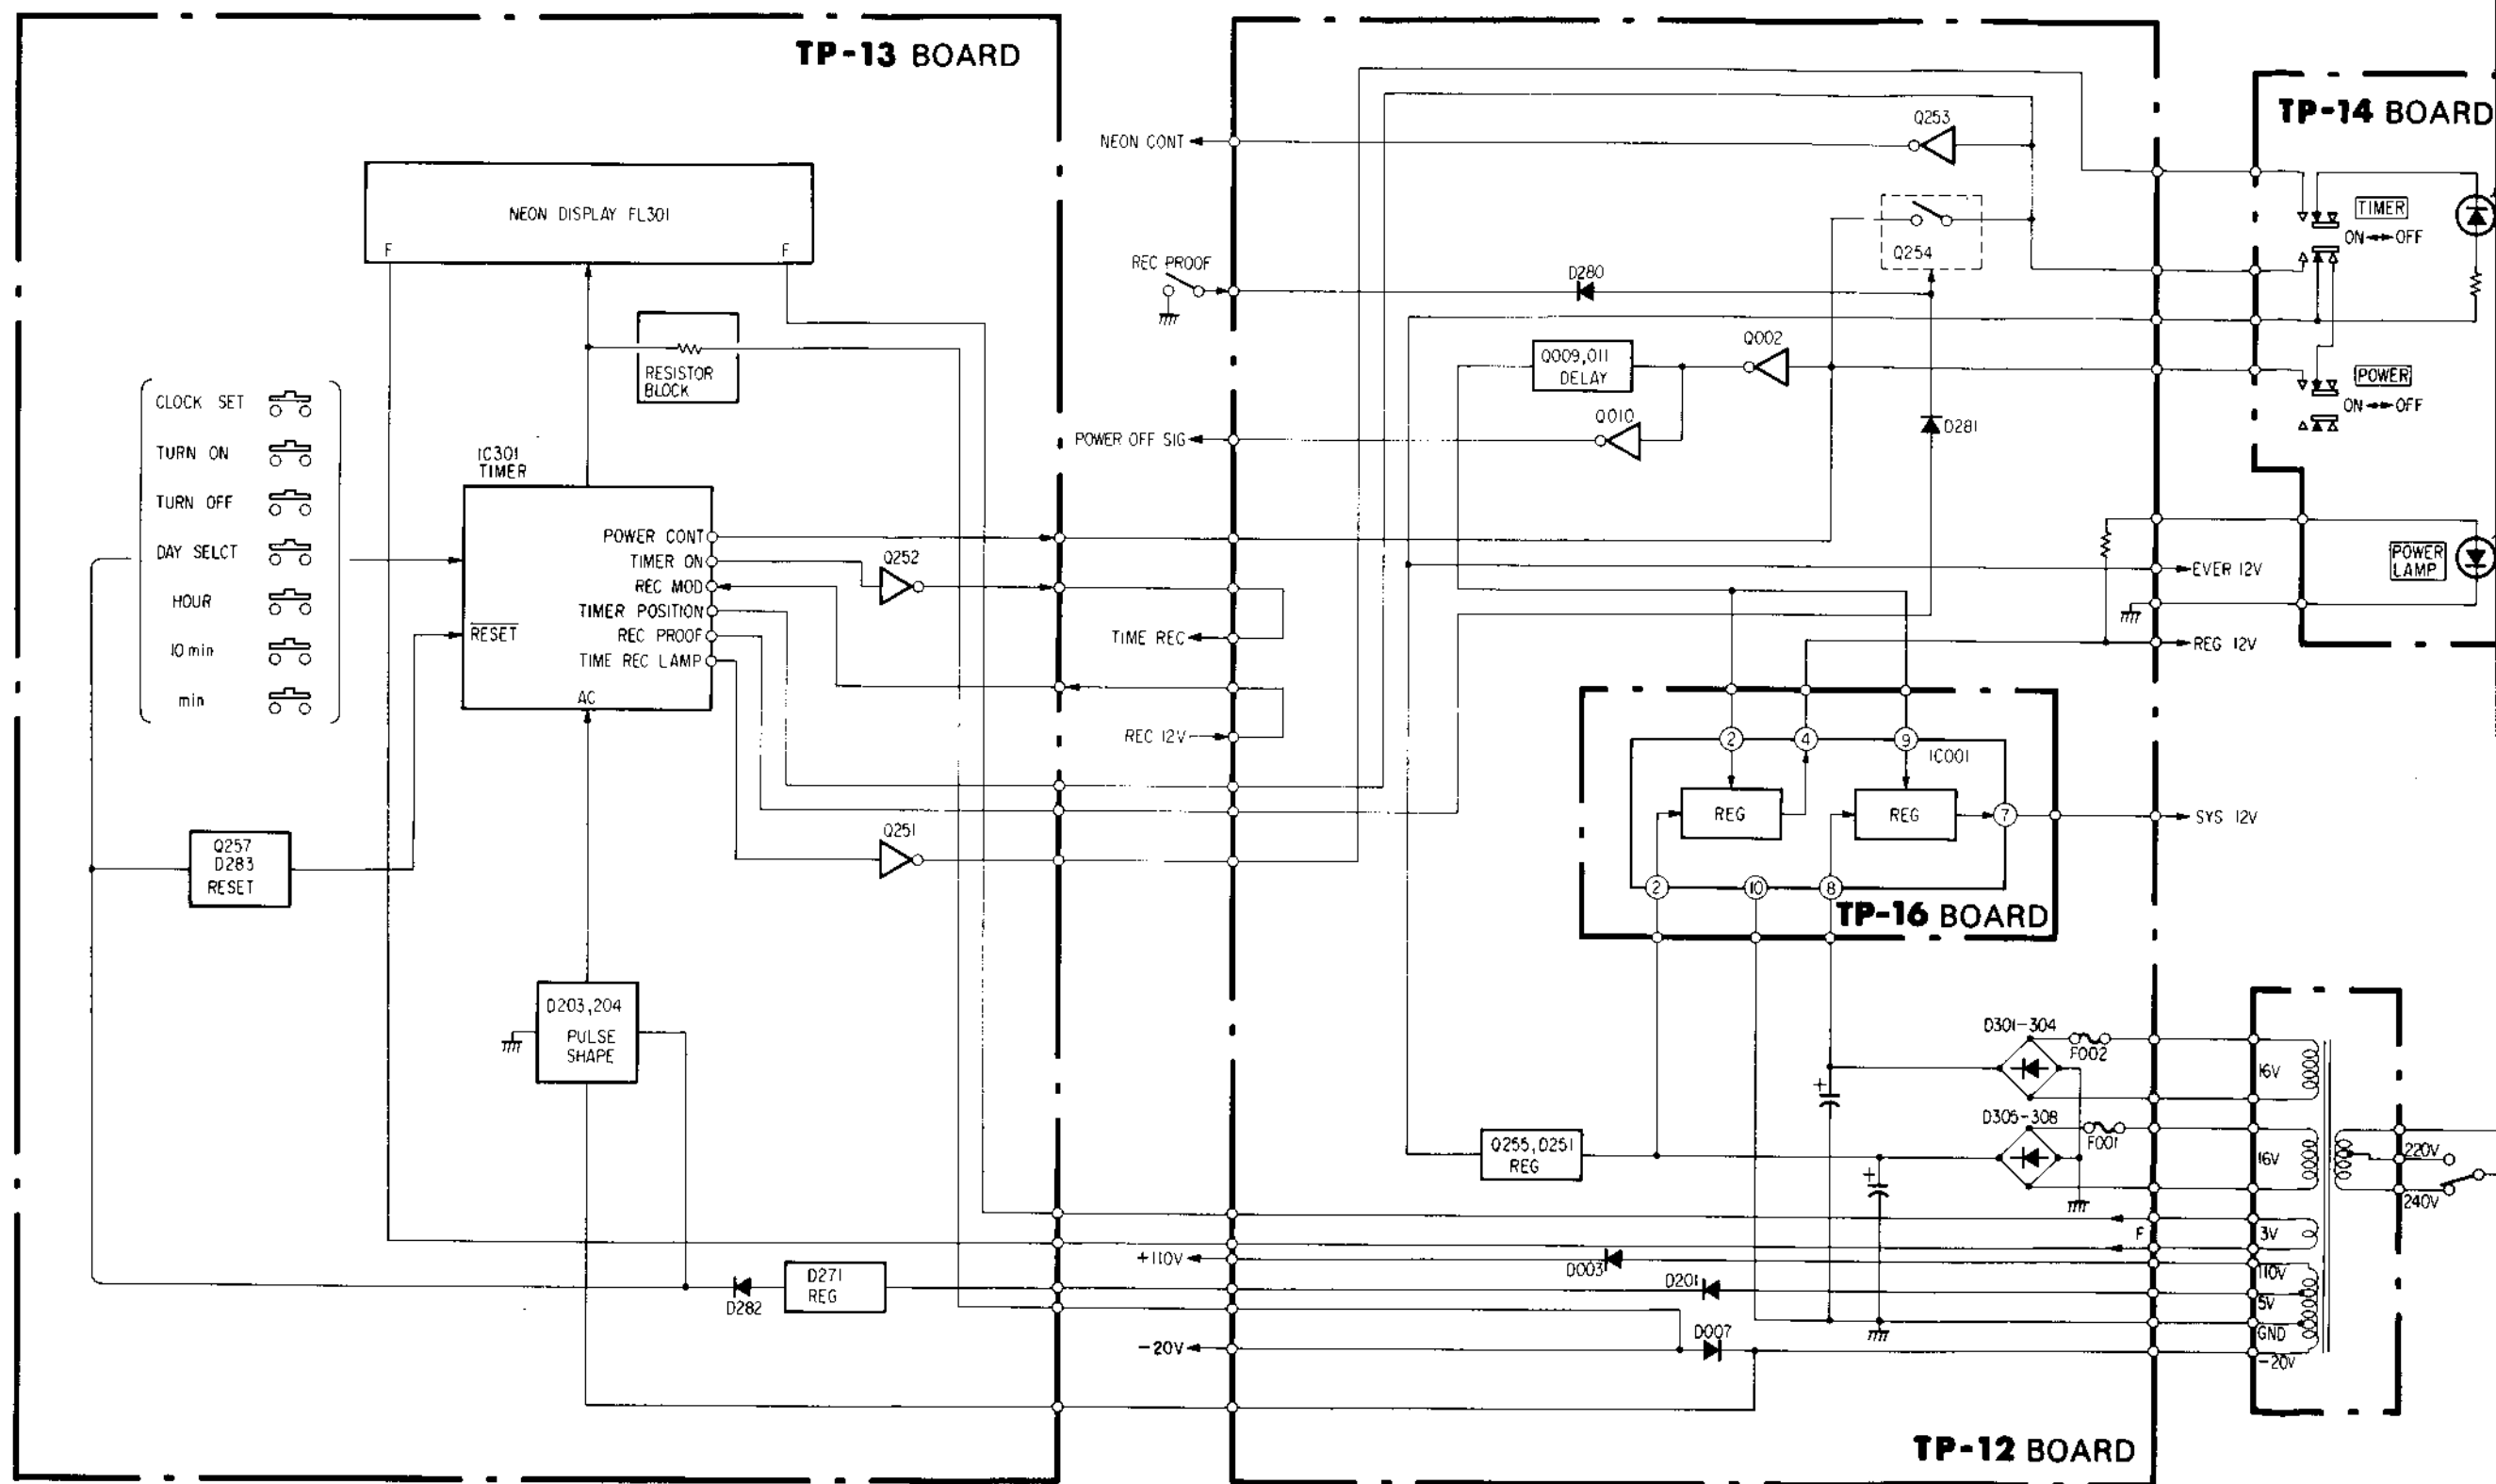 TP-13 BOARD
NEON DISPLAY FL301
F
F
RESISTOR
BLOCK
CLOCK SET
TURN ON
TURN OFF
DAY SELCT
HOUR
10 min
min
IC301
TIMER
POWER CONT
TIMER ON
REC MOD
TIMER POSITION
REC PROOF
TIME REC LAMP
RESET
AC
Q252
Q251
Q257
D283
RESET
D203,204
PULSE
SHAPE
D282
D271
REG
NEON CONT
REC PROOF
POWER OFF SIG
TIME REC
REC 12V
+110V
-20V
Q253
Q254
D280
Q009,011
DELAY
Q002
Q010
D281
EVER 12V
REG 12V
2
4
9
IC001
REG
REG
7
SYS 12V
2
10
8
TP-16 BOARD
D301-304
F002
D305-308
F001
Q255,D251
REG
F
D003
D201
D007
TP-12 BOARD
TP-14 BOARD
TIMER
ON OFF
POWER
ON OFF
POWER
LAMP
16V
16V
3V
110V
5V
GND
-20V
220V
240V